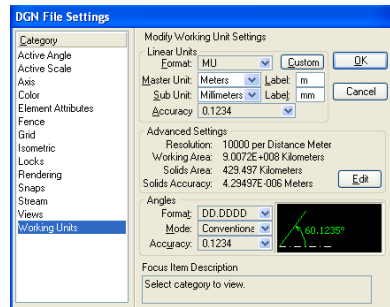 DGN File Settings
Category
Active Angle
Active Scale
Axis
Color
Element Attributes
Fence
Grid
Isometric
Locks
Rendering
Snaps
Stream
Views
Working Units
Modify Working Unit Settings
Linear Units
Format: MU Custom
Master Unit: Meters Label: m
Sub Unit: Millimeters Label: mm
Accuracy 0.1234
OK
Cancel
Advanced Settings
Resolution: 10000 per Distance Meter
Working Area: 9.0072E+008 Kilometers
Solids Area: 429.497 Kilometers
Solids Accuracy: 4.29497E-006 Meters
Edit
Angles
Format: DD.DDDD
Mode: Conventiona
Accuracy: 0.1234
60.1235°
Focus Item Description
Select category to view.